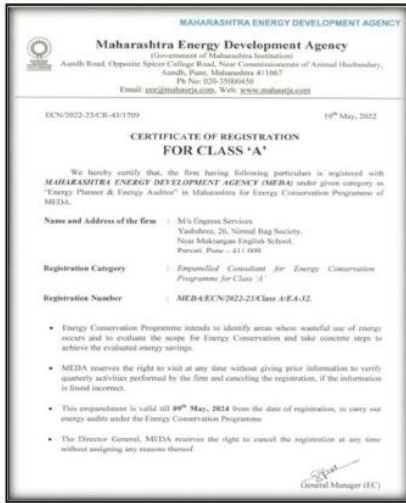 MAHARASHTRA ENERGY DEVELOPMENT AGENCY
Maharashtra Energy Development Agency
(Government of Maharashtra Institution)
Aundh Road, Opposite Spicer College Road, Near Commissionerate of Animal Husbandary,
Aundh, Pune, Maharashtra 411067
Ph No: 020-35000450
Email: eee@mahaurja.com, Web: www.mahaurja.com
ECN/2022-23/CR-43/1709 10th May, 2022
CERTIFICATE OF REGISTRATION
FOR CLASS 'A'
We hereby certify that, the firm having following particulars is registered with
MAHARASHTRA ENERGY DEVELOPMENT AGENCY (MEDA) under given category as
"Energy Planner & Energy Auditor" in Maharashtra for Energy Conservation Programme of
MEDA.
Name and Address of the firm : M/s Engress Services
Yashshree, 26, Nirmal Bag Society,
Near Muktangan English School,
Parvati, Pune – 411 009
Registration Category : Empanelled Consultant for Energy Conservation
Programme for Class 'A'
Registration Number : MEDA/ECN/2022-23/Class A/EA-32.
• Energy Conservation Programme intends to identify areas where wasteful use of energy
occurs and to evaluate the scope for Energy Conservation and take concrete steps to
achieve the evaluated energy savings.
• MEDA reserves the right to visit at any time without giving prior information to verify
quarterly activities performed by the firm and canceling the registration, if the information
is found incorrect.
• This empanelment is valid till 09th May, 2024 from the date of registration, to carry out
energy audits under the Energy Conservation Programme
• The Director General, MEDA reserves the right to cancel the registration at any time
without assigning any reasons thereof
General Manager (EC)